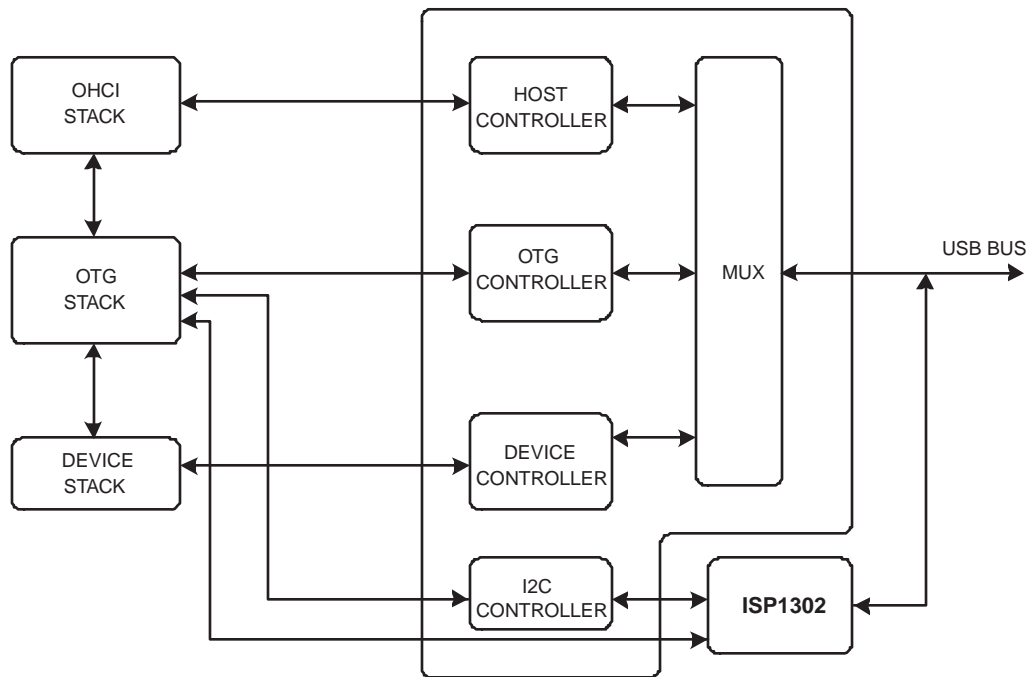 OHCI
STACK
HOST
CONTROLLER
OTG
STACK
OTG
CONTROLLER
MUX
USB BUS
DEVICE
STACK
DEVICE
CONTROLLER
I2C
CONTROLLER
ISP1302